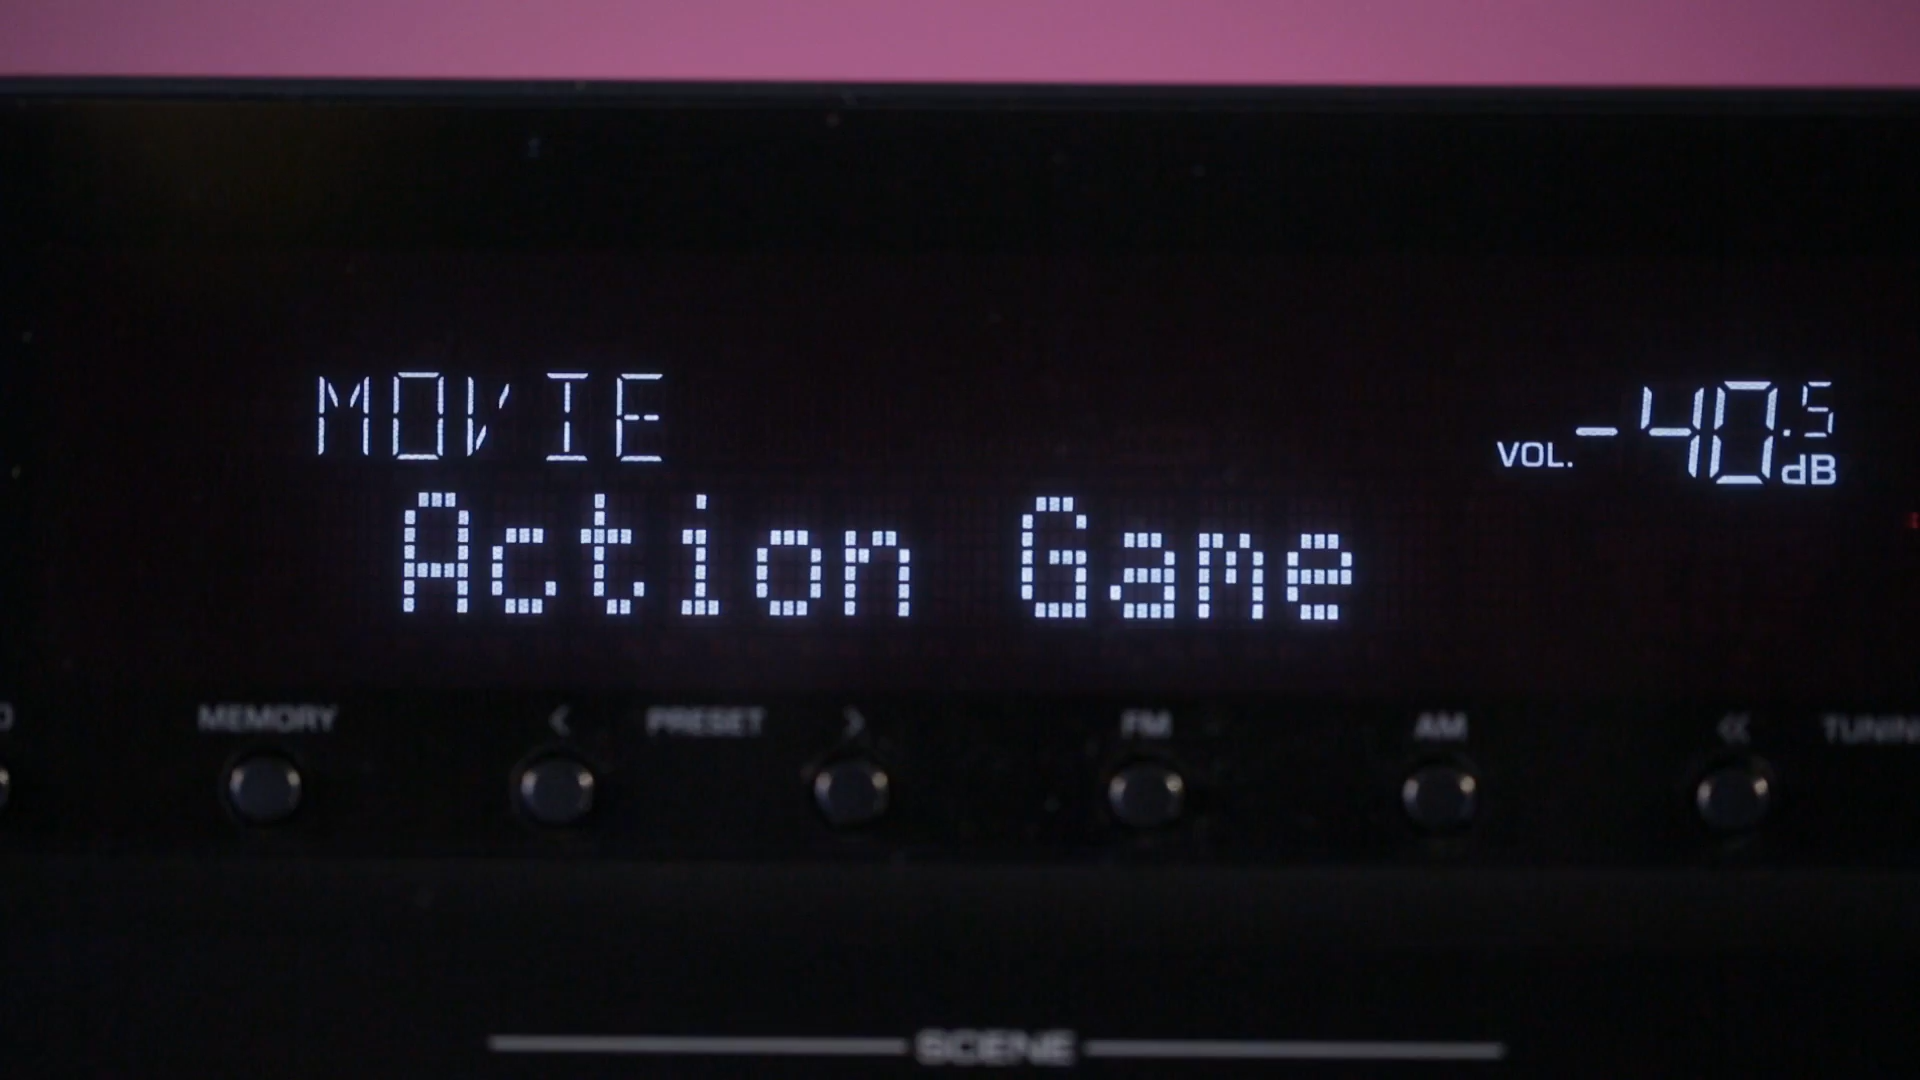 MOVIE
VOL. -40.5 dB
Action Game
MEMORY < PRESET > FM AM <<
SCENE